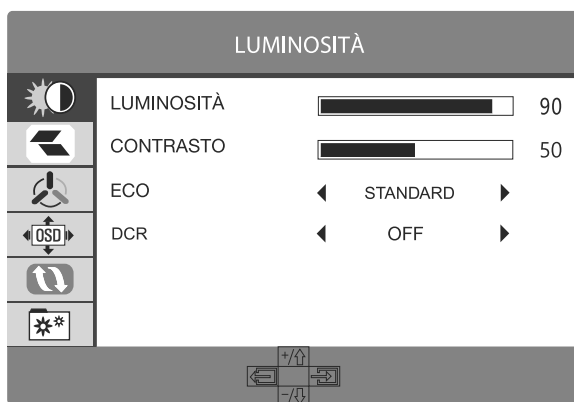 LUMINOSITÀ
LUMINOSITÀ 90
CONTRASTO 50
ECO STANDARD
DCR OFF
OSD
+/
-/